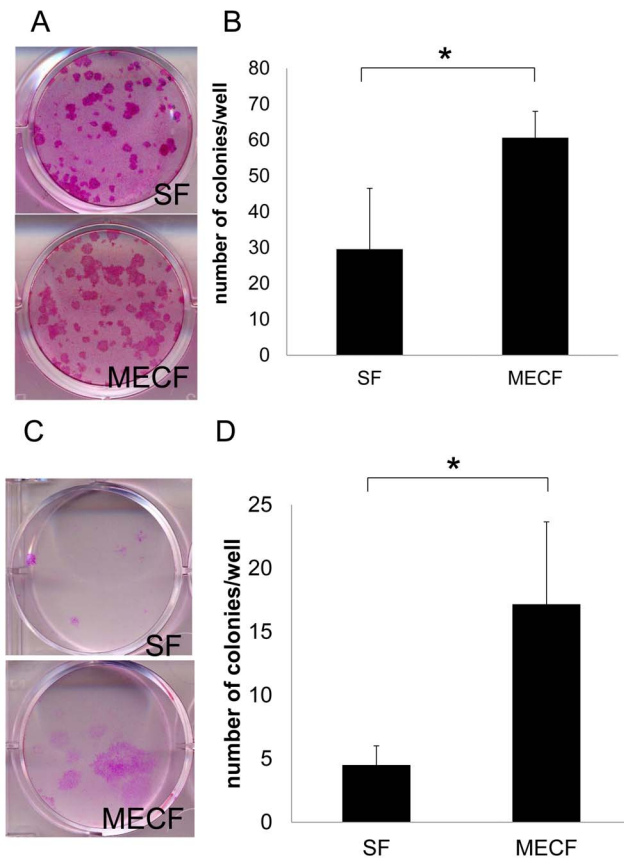 A
SF
MECF
B
*
number of colonies/well
80
70
60
50
40
30
20
10
0
SF
MECF
C
SF
MECF
D
*
number of colonies/well
25
20
15
10
5
0
SF
MECF